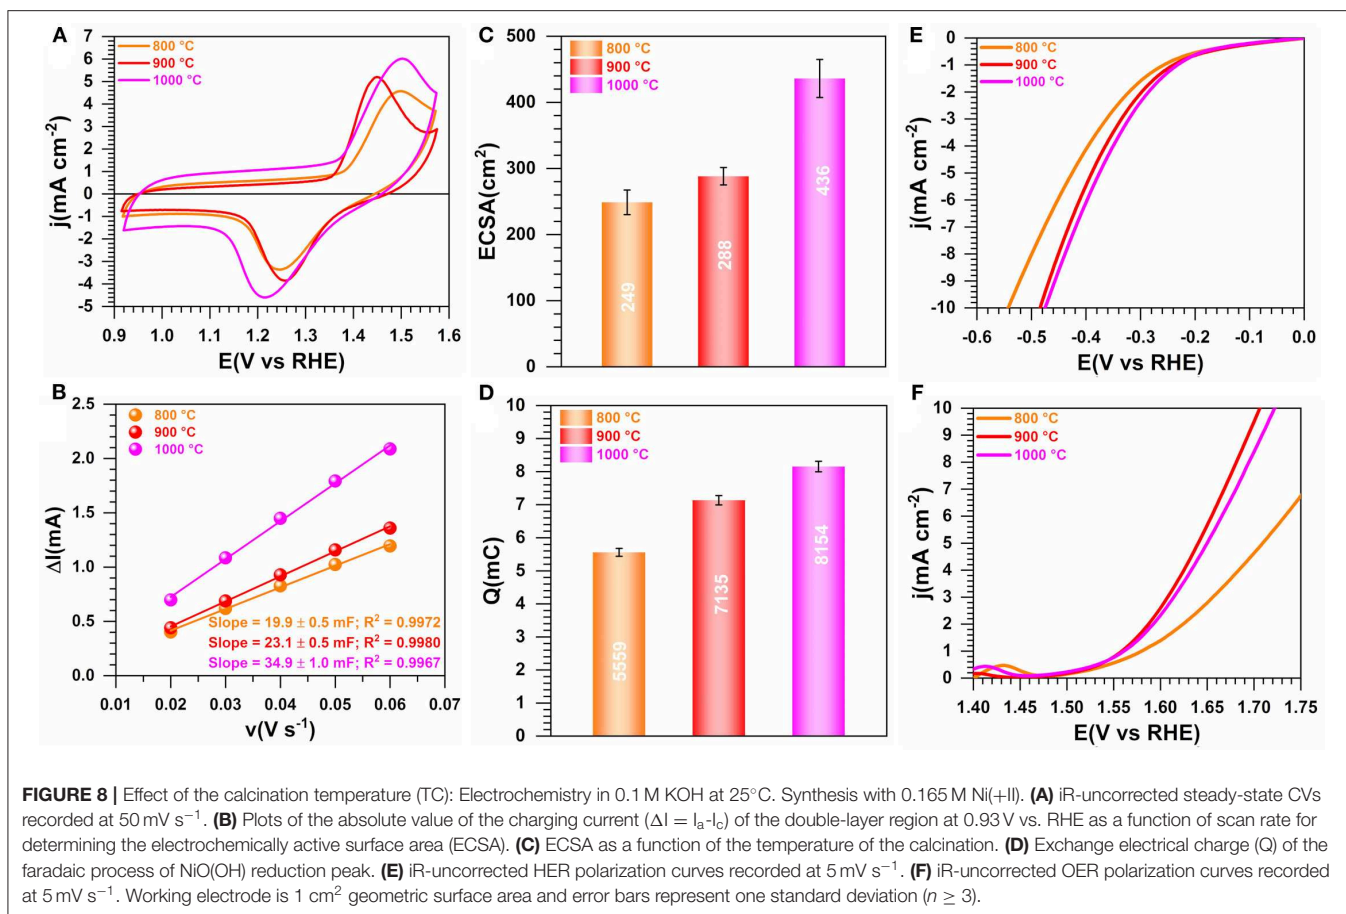 A
800 °C
900 °C
1000 °C
j(mA cm-2)
7
6
5
4
3
2
1
0
-1
-2
-3
-4
-5
0.9 1.0 1.1 1.2 1.3 1.4 1.5 1.6
E(V vs RHE)
C
800 °C
900 °C
1000 °C
ECSA(cm2)
500
400
300
200
100
0
249
288
436
E
800 °C
900 °C
1000 °C
j(mA cm-2)
0
-1
-2
-3
-4
-5
-6
-7
-8
-9
-10
-0.6 -0.5 -0.4 -0.3 -0.2 -0.1 0.0
E(V vs RHE)
B
800 °C
900 °C
1000 °C
ΔI(mA)
2.5
2.0
1.5
1.0
0.5
0.0
Slope = 19.9 ± 0.5 mF; R2 = 0.9972
Slope = 23.1 ± 0.5 mF; R2 = 0.9980
Slope = 34.9 ± 1.0 mF; R2 = 0.9967
0.01 0.02 0.03 0.04 0.05 0.06 0.07
v(V s-1)
D
800 °C
900 °C
1000 °C
Q(mC)
10
9
8
7
6
5
4
3
2
1
0
5559
7135
8154
F
800 °C
900 °C
1000 °C
j(mA cm-2)
10
9
8
7
6
5
4
3
2
1
0
1.40 1.45 1.50 1.55 1.60 1.65 1.70 1.75
E(V vs RHE)
FIGURE 8 | Effect of the calcination temperature (TC): Electrochemistry in 0.1 M KOH at 25°C. Synthesis with 0.165 M Ni(+II). (A) iR-uncorrected steady-state CVs
recorded at 50 mV s−1. (B) Plots of the absolute value of the charging current (ΔI = Ia-Ic) of the double-layer region at 0.93 V vs. RHE as a function of scan rate for
determining the electrochemically active surface area (ECSA). (C) ECSA as a function of the temperature of the calcination. (D) Exchange electrical charge (Q) of the
faradaic process of NiO(OH) reduction peak. (E) iR-uncorrected HER polarization curves recorded at 5 mV s−1. (F) iR-uncorrected OER polarization curves recorded
at 5 mV s−1. Working electrode is 1 cm2 geometric surface area and error bars represent one standard deviation (n ≥ 3).